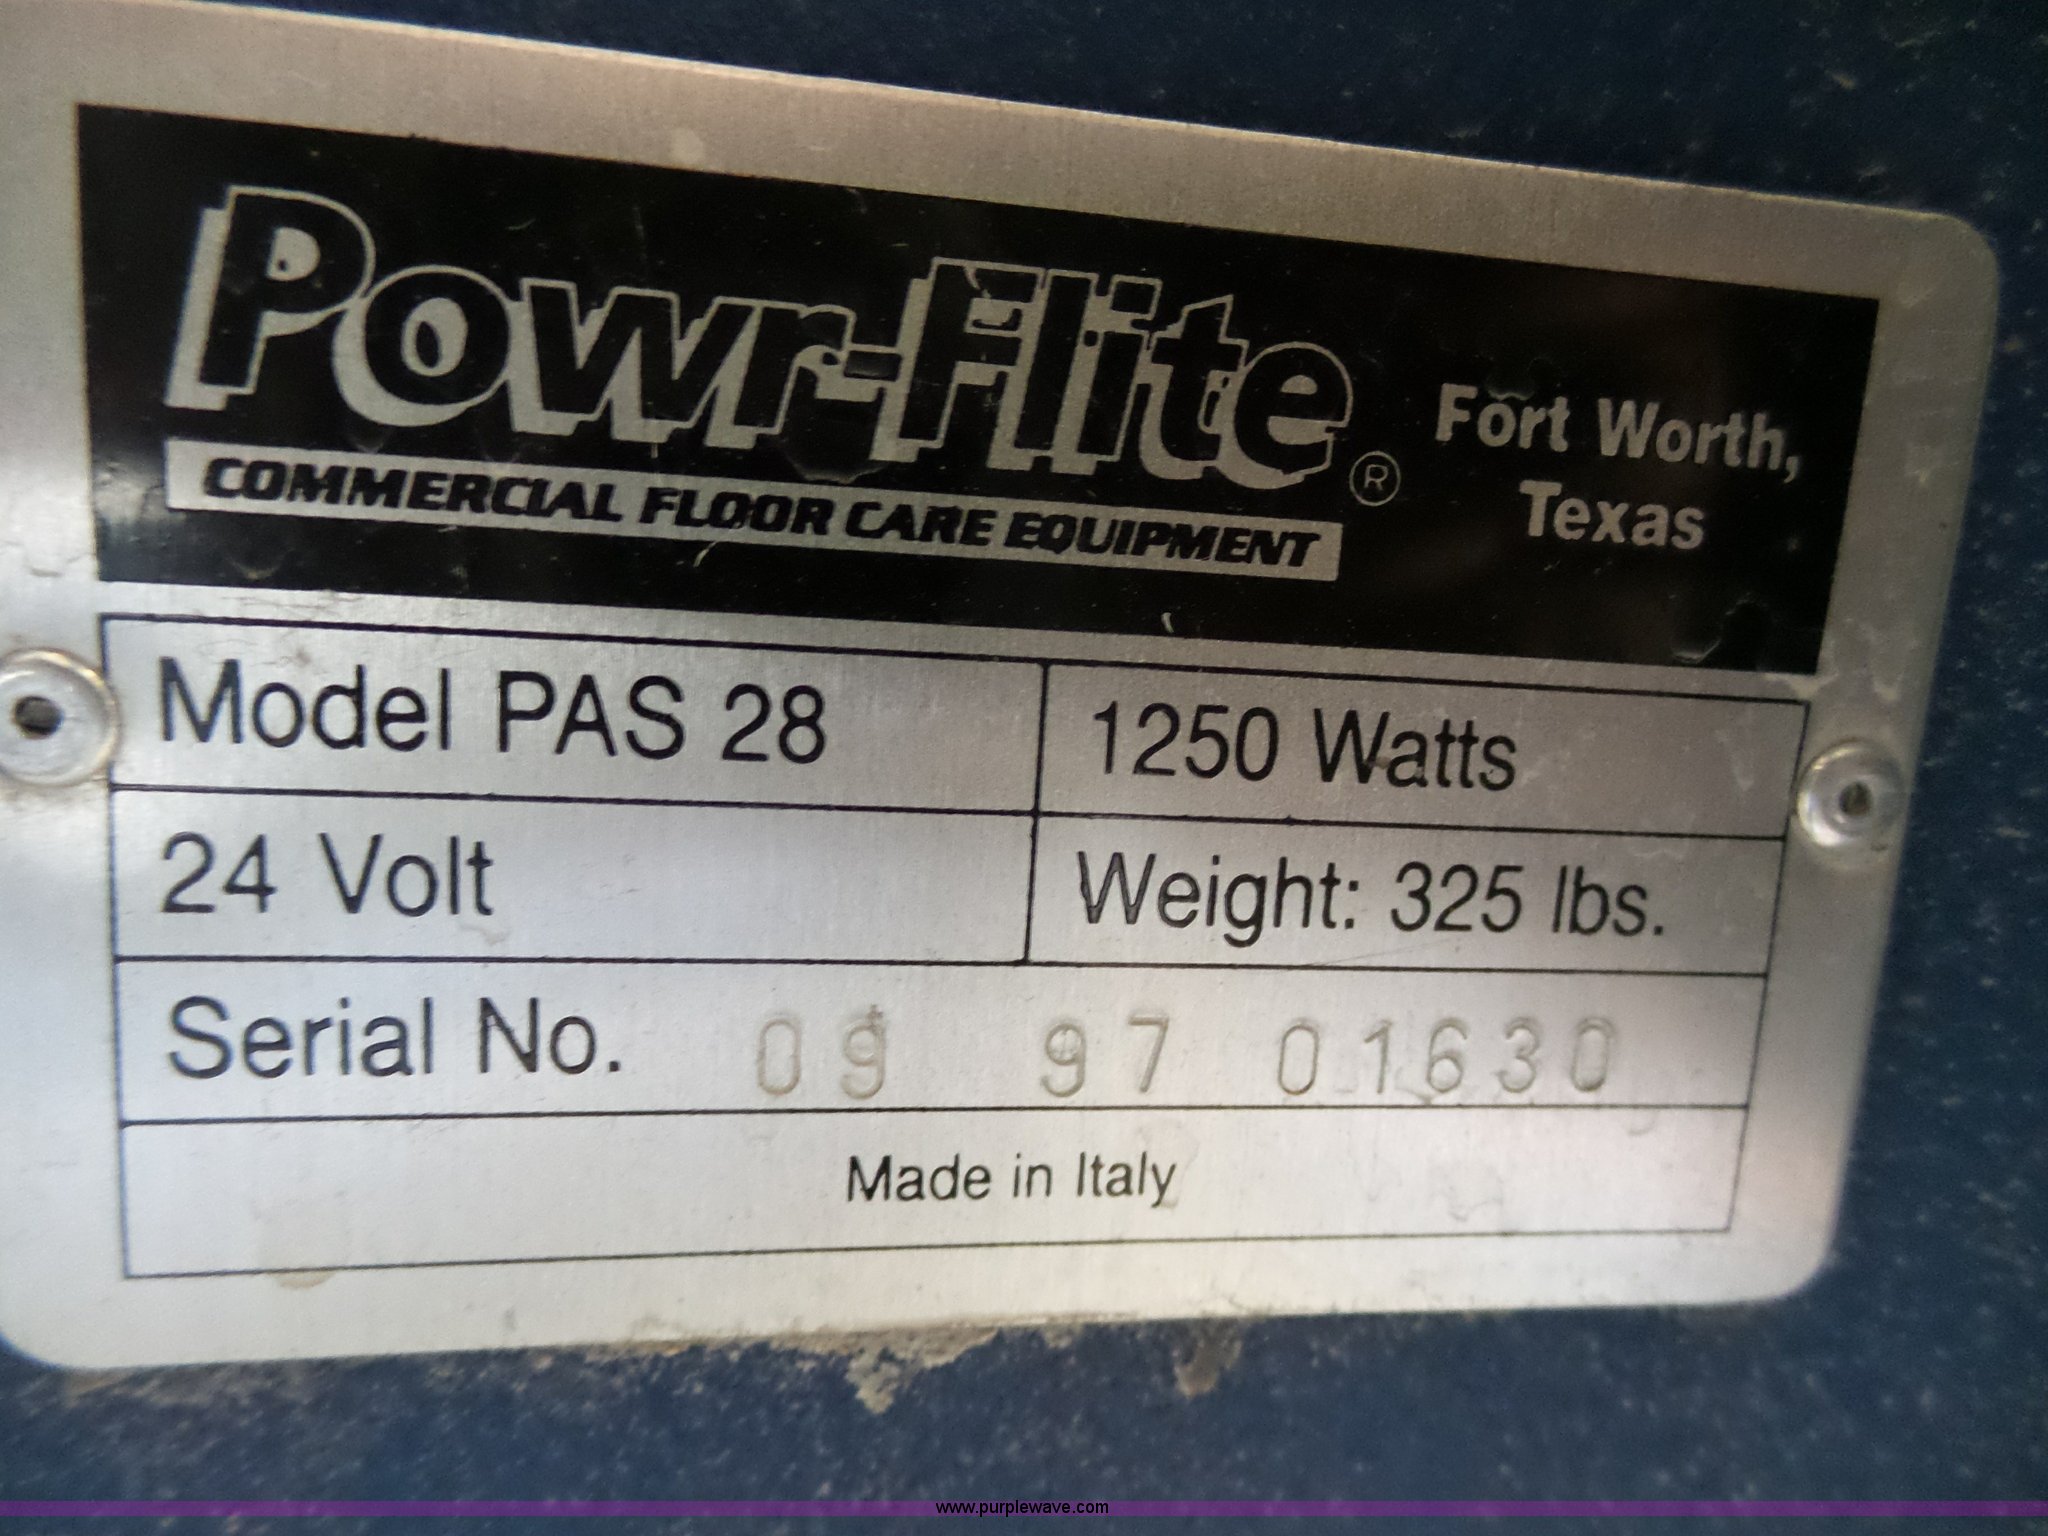 Powr-Flite ®
COMMERCIAL FLOOR CARE EQUIPMENT
Fort Worth,
Texas
Model PAS 28
1250 Watts
24 Volt
Weight: 325 lbs.
Serial No. 09 97 01630
Made in Italy
www.purplewave.com